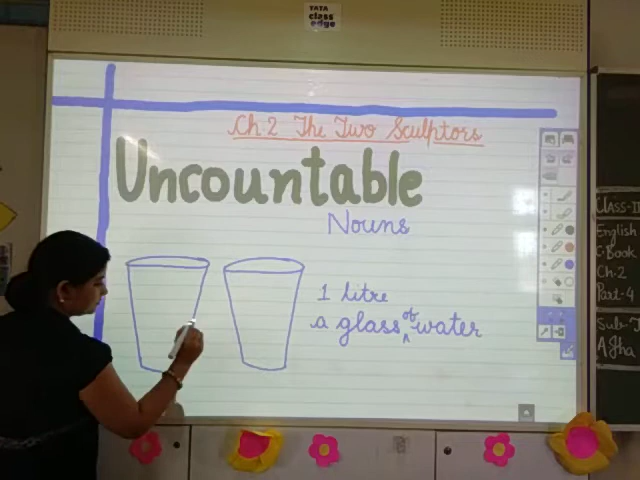 TATA
class
edge
Ch.2 The Two Sculptors
Uncountable
Nouns
1 litre
a glass of water
CLASS-II
English
C.Book
Ch.2
Part-4
Sub-T
A Jha